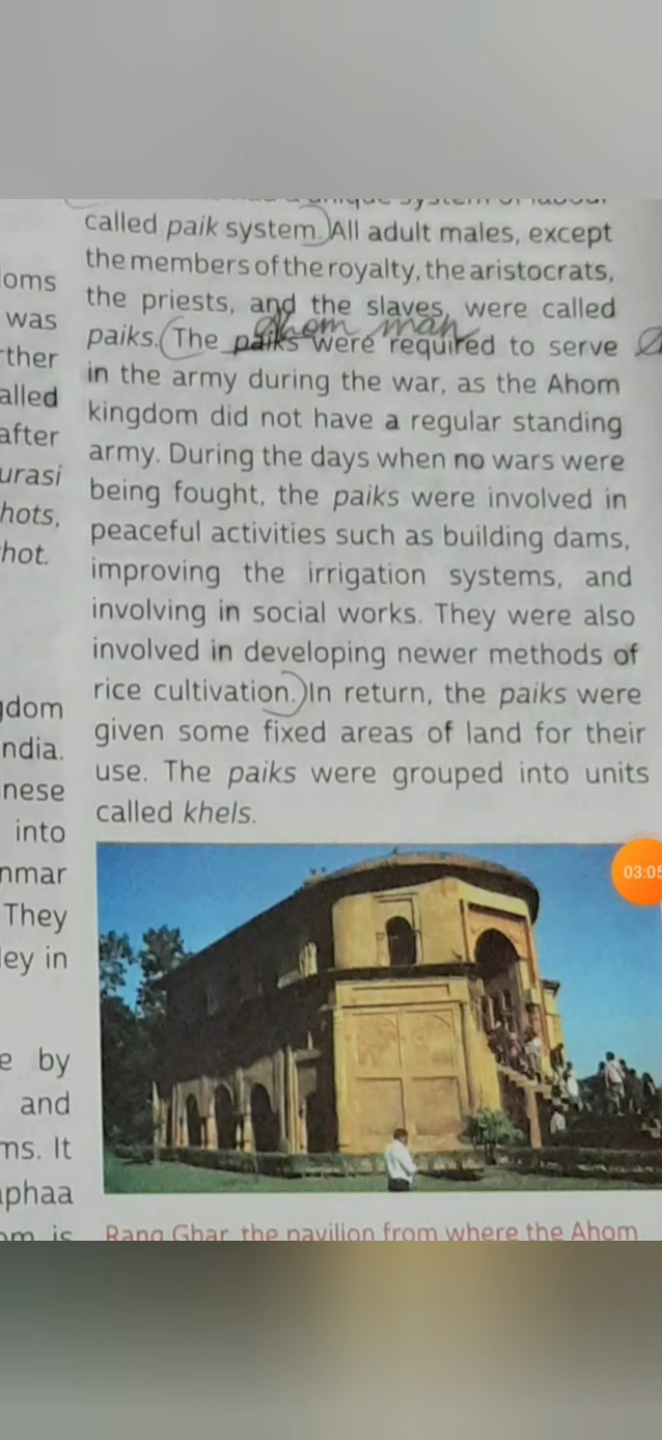 called paik system. All adult males, except
the members of the royalty, the aristocrats,
the priests, and the slaves, were called
Ahom man
paiks. (The paiks were required to serve
in the army during the war, as the Ahom
kingdom did not have a regular standing
army. During the days when no wars were
being fought, the paiks were involved in
peaceful activities such as building dams,
improving the irrigation systems, and
involving in social works. They were also
involved in developing newer methods of
rice cultivation.) In return, the paiks were
given some fixed areas of land for their
use. The paiks were grouped into units
called khels.
Rang Ghar, the pavilion from where the Ahom
oms
was
rther
alled
after
urasi
hots,
hot.
gdom
ndia.
nese
into
nmar
They
ley in
e by
and
ms. It
aphaa
om is
03:05